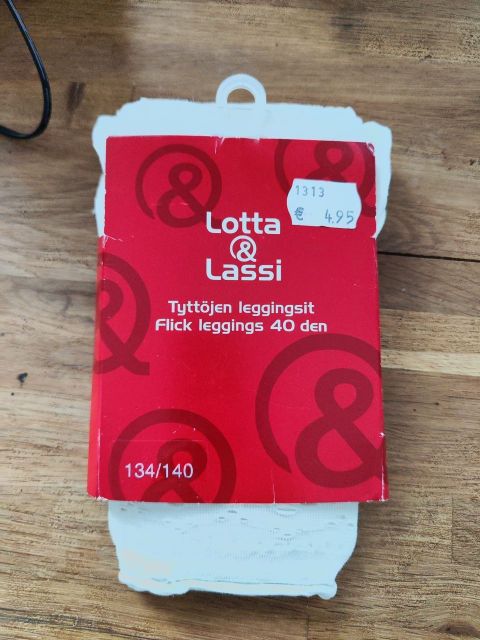 1313
€ 4.95
Lotta
&
Lassi
Tyttöjen leggingsit
Flick leggings 40 den
134/140